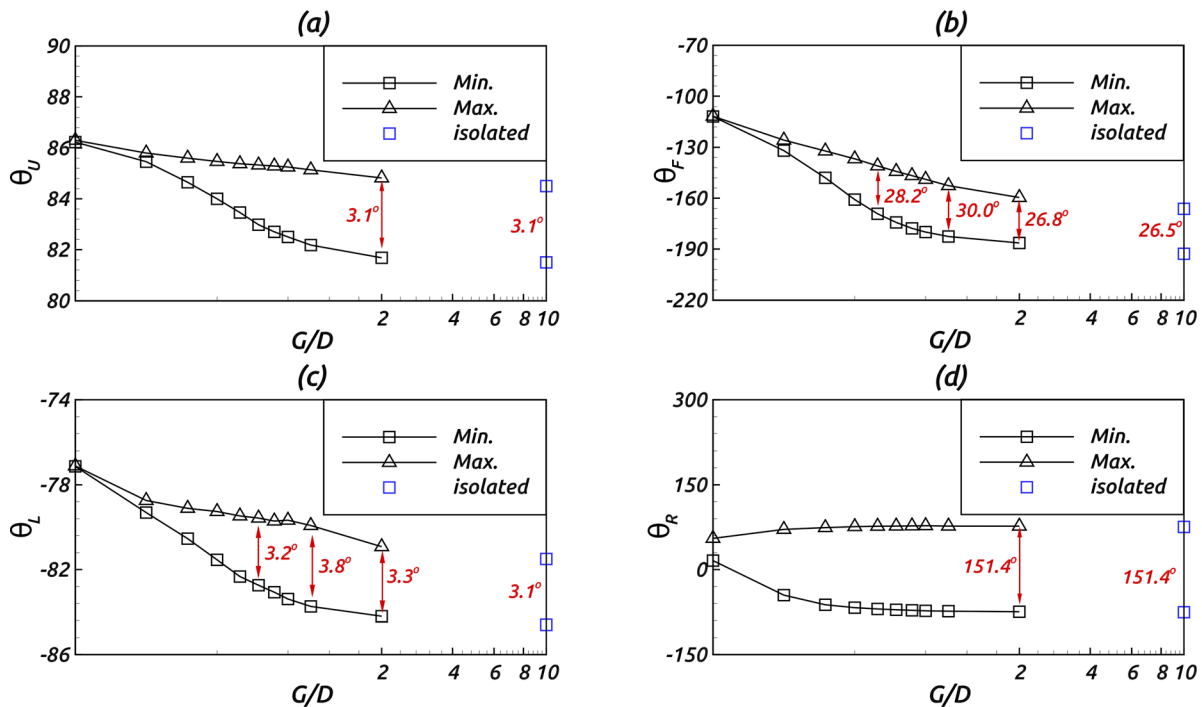 (a)
90
88
86
84
82
80
θU
Min.
Max.
isolated
3.1°
3.1°
2
4
6
8
10
G/D
(b)
-70
-100
-130
-160
-190
-220
θF
Min.
Max.
isolated
28.2°
30.0°
26.8°
26.5°
2
4
6
8
10
G/D
(c)
-74
-78
-82
-86
θL
Min.
Max.
isolated
3.2°
3.8°
3.3°
3.1°
2
4
6
8
10
G/D
(d)
300
150
0
-150
θR
Min.
Max.
isolated
151.4°
151.4°
2
4
6
8
10
G/D